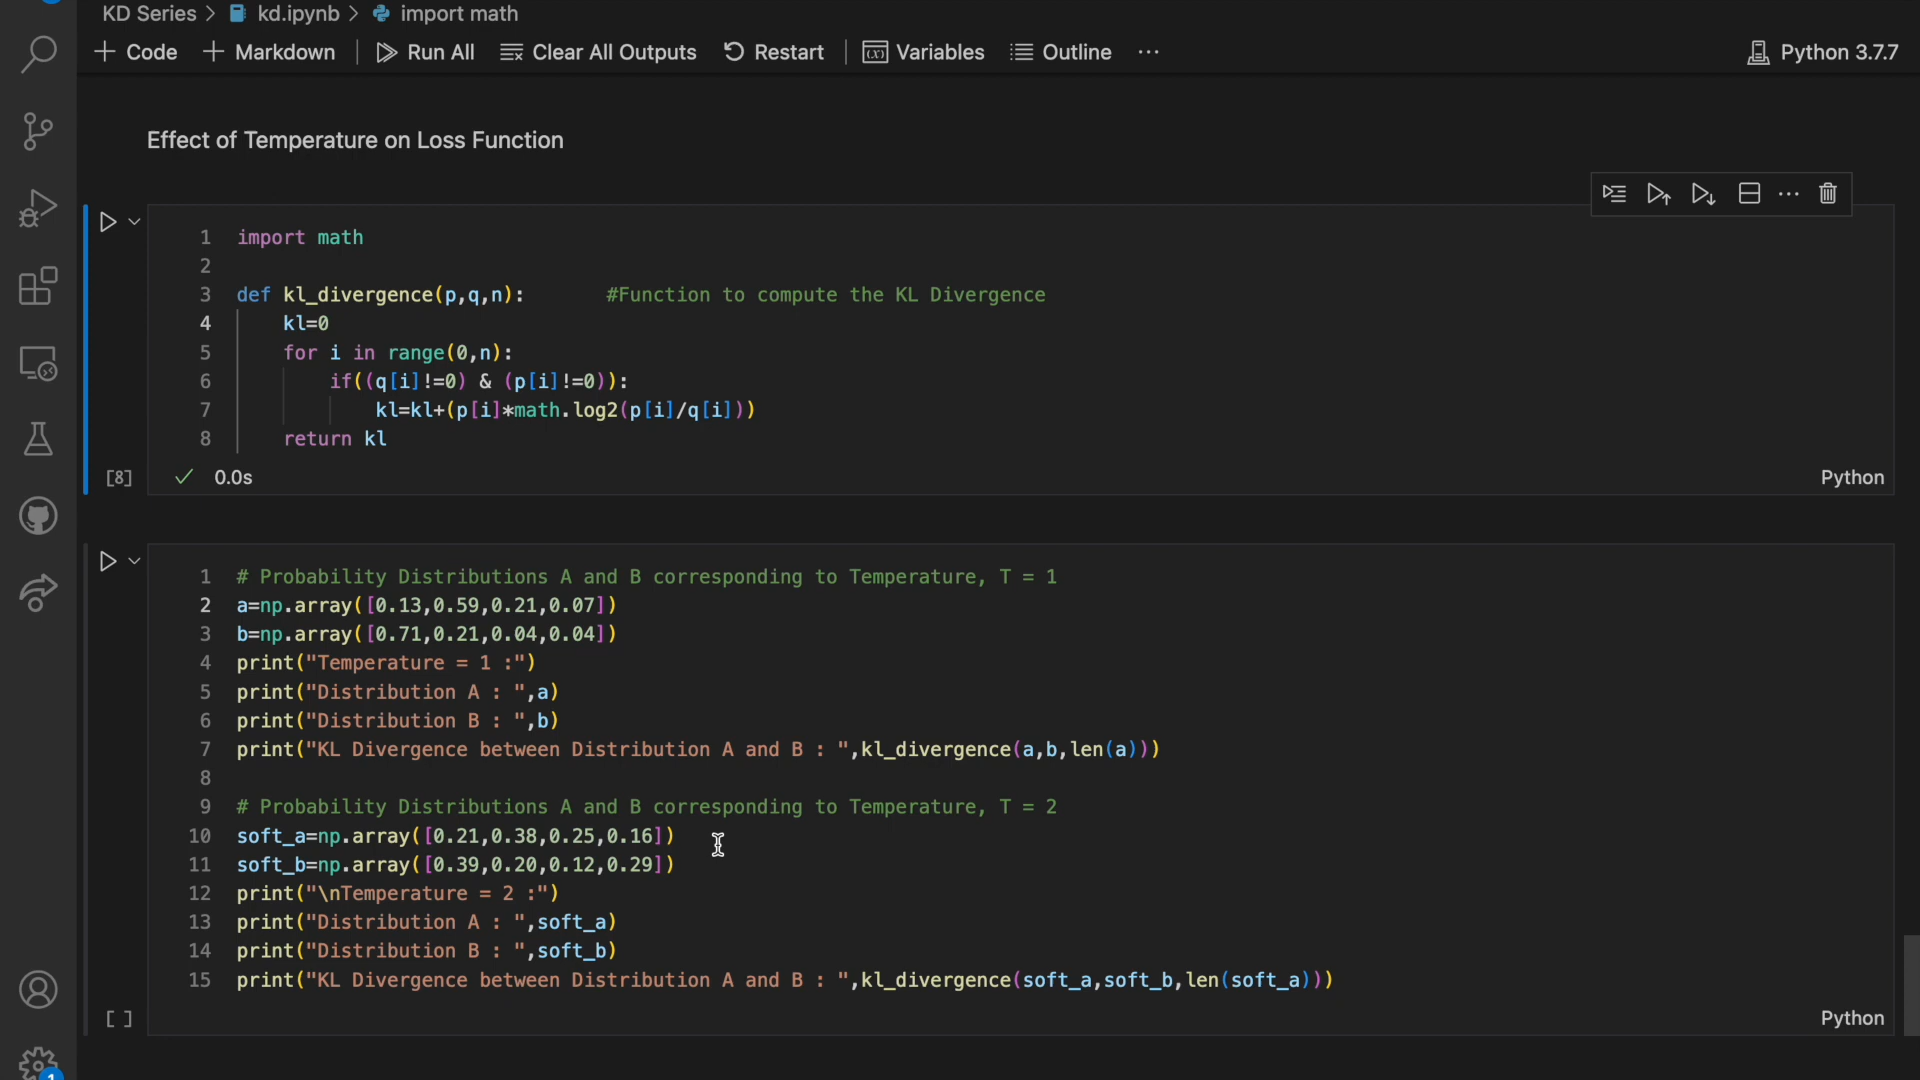 KD Series > kd.ipynb > import math
+ Code + Markdown Run All Clear All Outputs Restart Variables Outline ··· Python 3.7.7
Effect of Temperature on Loss Function
1 import math
2
3 def kl_divergence(p,q,n): #Function to compute the KL Divergence
4 kl=0
5 for i in range(0,n):
6 if((q[i]!=0) & (p[i]!=0)):
7 kl=kl+(p[i]*math.log2(p[i]/q[i]))
8 return kl
[8] ✓ 0.0s Python
1 # Probability Distributions A and B corresponding to Temperature, T = 1
2 a=np.array([0.13,0.59,0.21,0.07])
3 b=np.array([0.71,0.21,0.04,0.04])
4 print("Temperature = 1 :")
5 print("Distribution A : ",a)
6 print("Distribution B : ",b)
7 print("KL Divergence between Distribution A and B : ",kl_divergence(a,b,len(a)))
8
9 # Probability Distributions A and B corresponding to Temperature, T = 2
10 soft_a=np.array([0.21,0.38,0.25,0.16])
11 soft_b=np.array([0.39,0.20,0.12,0.29])
12 print("\nTemperature = 2 :")
13 print("Distribution A : ",soft_a)
14 print("Distribution B : ",soft_b)
15 print("KL Divergence between Distribution A and B : ",kl_divergence(soft_a,soft_b,len(soft_a)))
[ ] Python
1